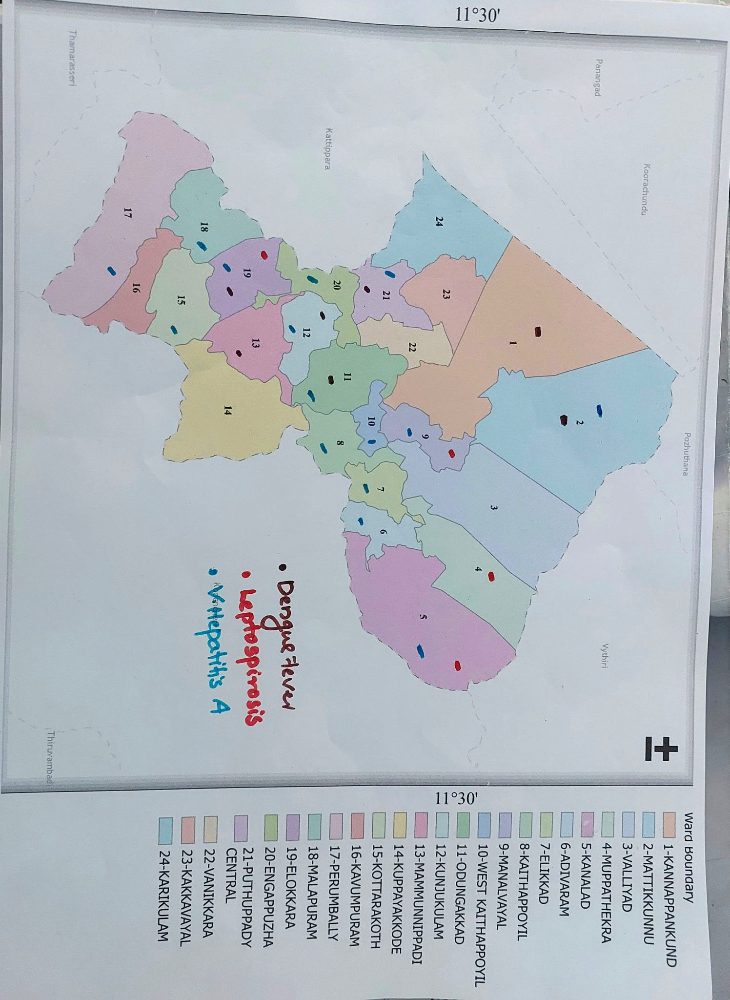 11°30'
Panangad
Koorachundu
Pozhuthana
Vythiri
Kattippara
Thamarasseri
Thiruvambadi
24
23
1
2
21
22
20
12
11
10
9
3
4
5
6
7
8
19
18
13
14
15
16
17
• Dengue fever
• Leptospirosis
• V. Hepatitis A
11°30'
Ward Boundary
1-KANNAPPANKUND
2-MATTIKKUNNU
3-VALLIYAD
4-MUPPATHEKRA
5-KANALAD
6-ADIVARAM
7-ELIKKAD
8-KAITHAPPOYIL
9-MANALVAYAL
10-WEST KAITHAPPOYIL
11-ODUNGAKKAD
12-KUNJUKULAM
13-MAMMUNNIPPADI
14-KUPPAYAKKODE
15-KOTTARAKOTH
16-KAVUMPURAM
17-PERUMBALLY
18-MALAPURAM
19-ELOKKARA
20-ENGAPPUZHA
21-PUTHUPPADY
CENTRAL
22-VANIKKARA
23-KAKKAVAYAL
24-KARIKULAM